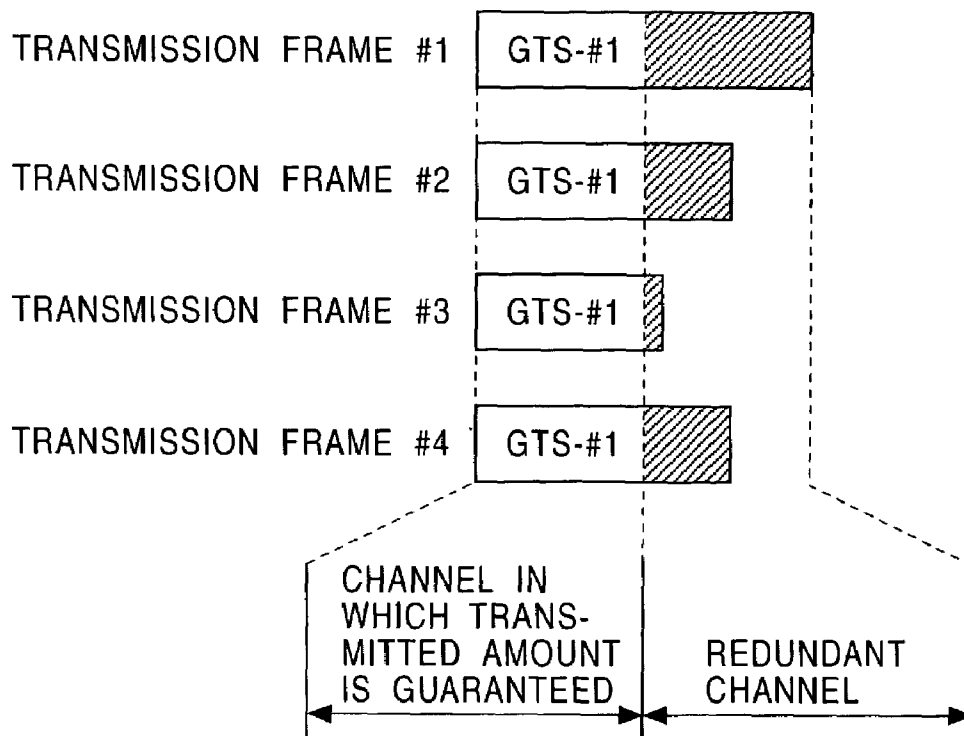 TRANSMISSION FRAME #1 GTS-#1
TRANSMISSION FRAME #2 GTS-#1
TRANSMISSION FRAME #3 GTS-#1
TRANSMISSION FRAME #4 GTS-#1
CHANNEL IN
WHICH TRANS-
MITTED AMOUNT
IS GUARANTEED
REDUNDANT
CHANNEL